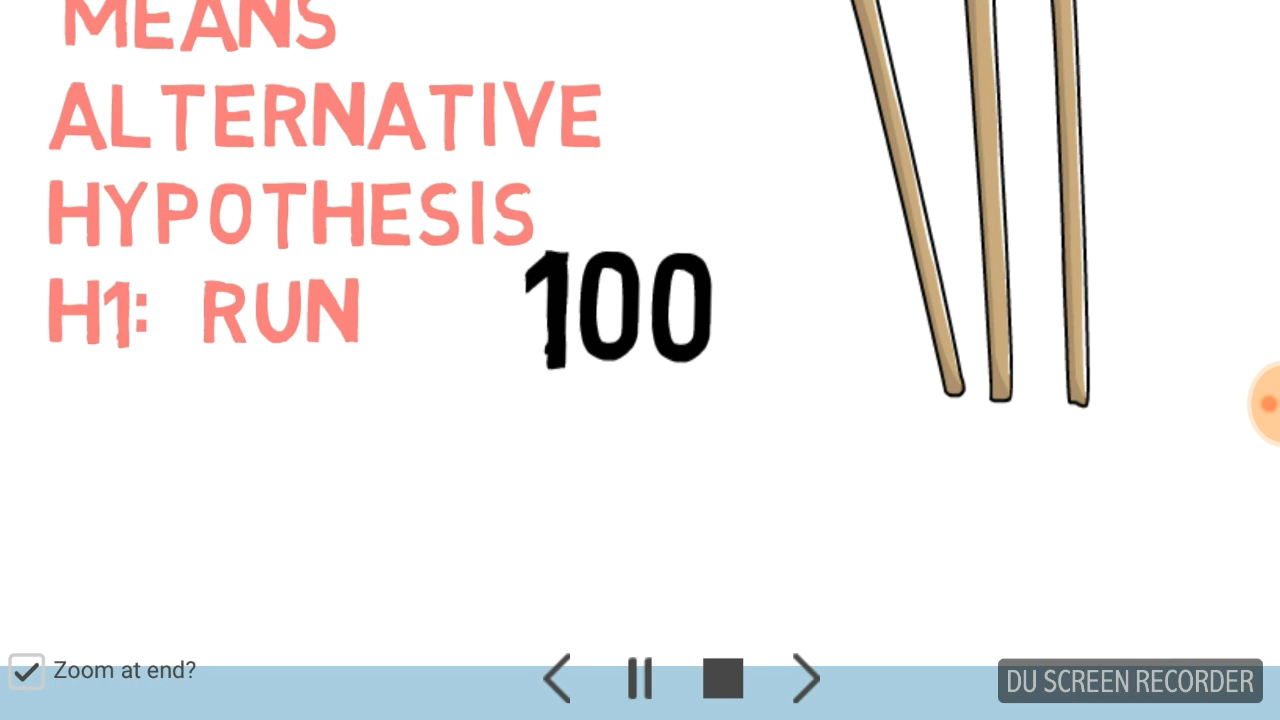 MEANS
ALTERNATIVE
HYPOTHESIS
H1: RUN 100
Zoom at end?
DU SCREEN RECORDER